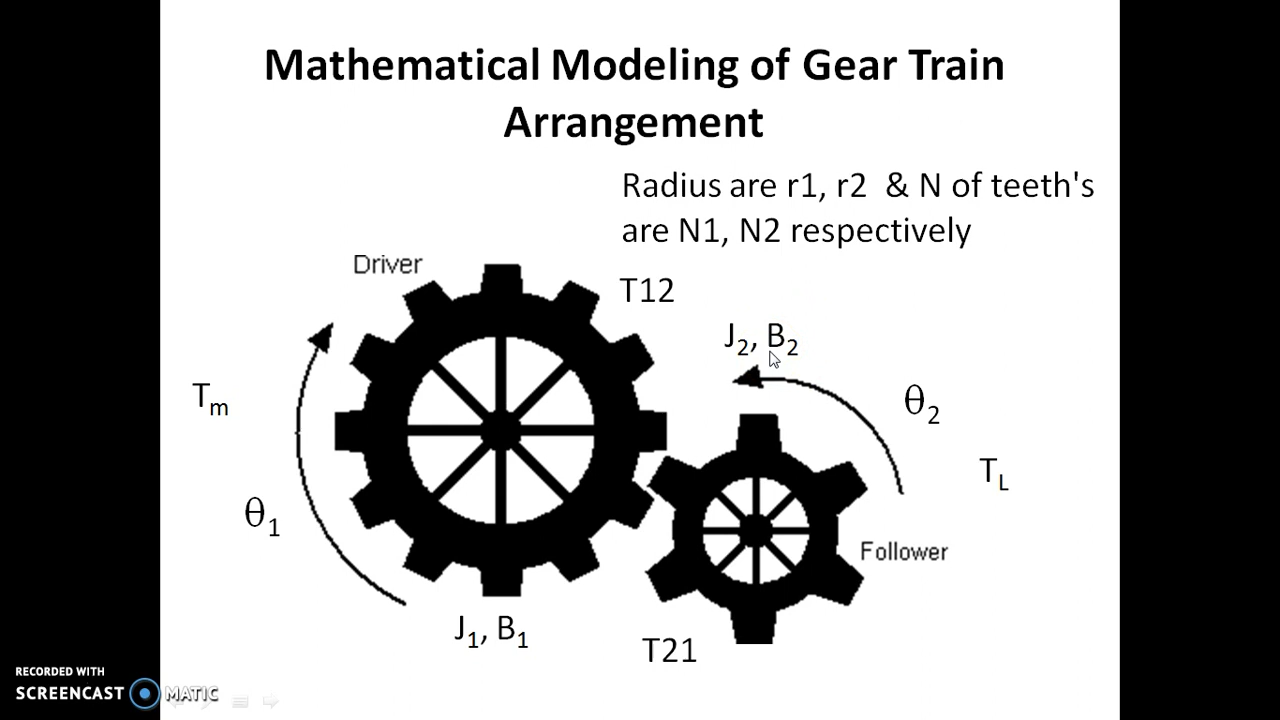 Mathematical Modeling of Gear Train
Arrangement
Radius are r1, r2 & N of teeth's
are N1, N2 respectively
Driver
T12
J₂, B₂
Tₘ
θ₂
T_L
θ₁
Follower
J₁, B₁
T21
RECORDED WITH
SCREENCAST MATIC